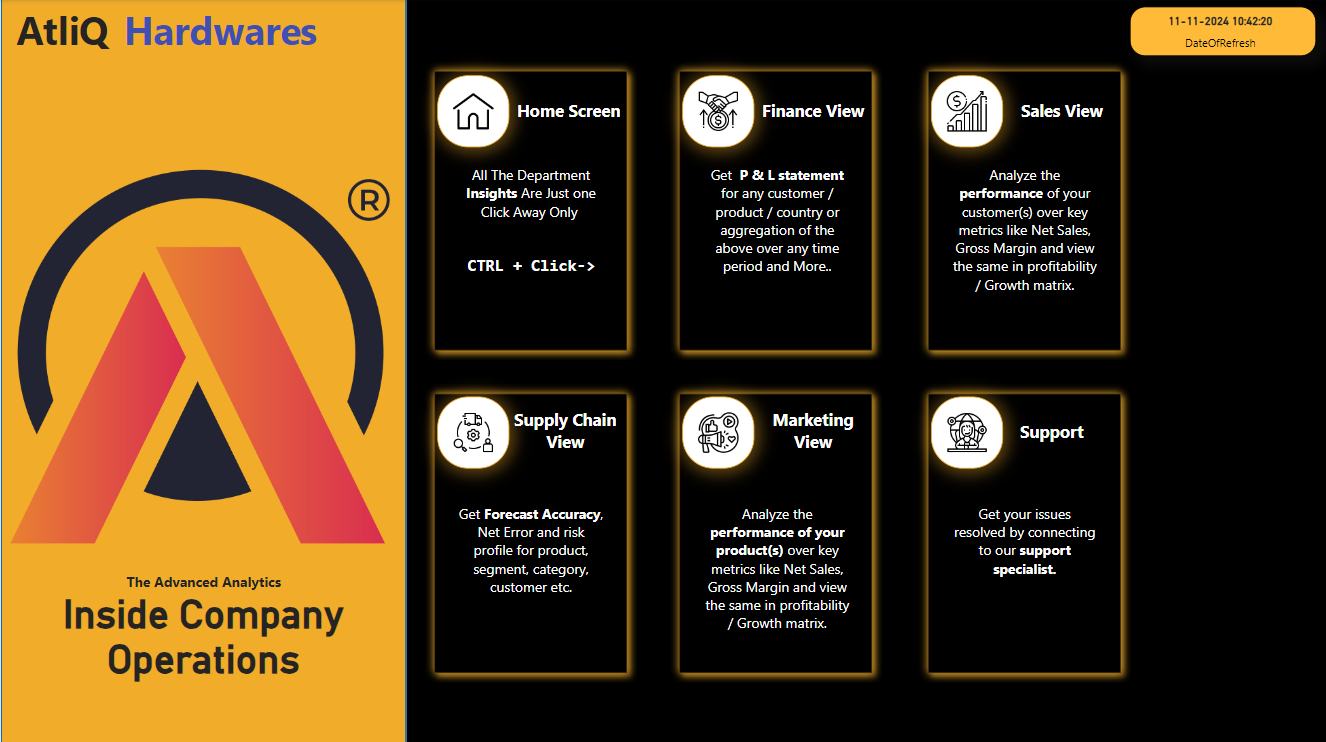 AtliQ Hardwares
11-11-2024 10:42:20
DateOfRefresh
Home Screen
All The Department
Insights Are Just one
Click Away Only
CTRL + Click->
Finance View
Get P & L statement
for any customer /
product / country or
aggregation of the
above over any time
period and More..
Sales View
Analyze the
performance of your
customer(s) over key
metrics like Net Sales,
Gross Margin and view
the same in profitability
/ Growth matrix.
®
Supply Chain
View
Get Forecast Accuracy,
Net Error and risk
profile for product,
segment, category,
customer etc.
Marketing
View
Analyze the
performance of your
product(s) over key
metrics like Net Sales,
Gross Margin and view
the same in profitability
/ Growth matrix.
Support
Get your issues
resolved by connecting
to our support
specialist.
The Advanced Analytics
Inside Company
Operations